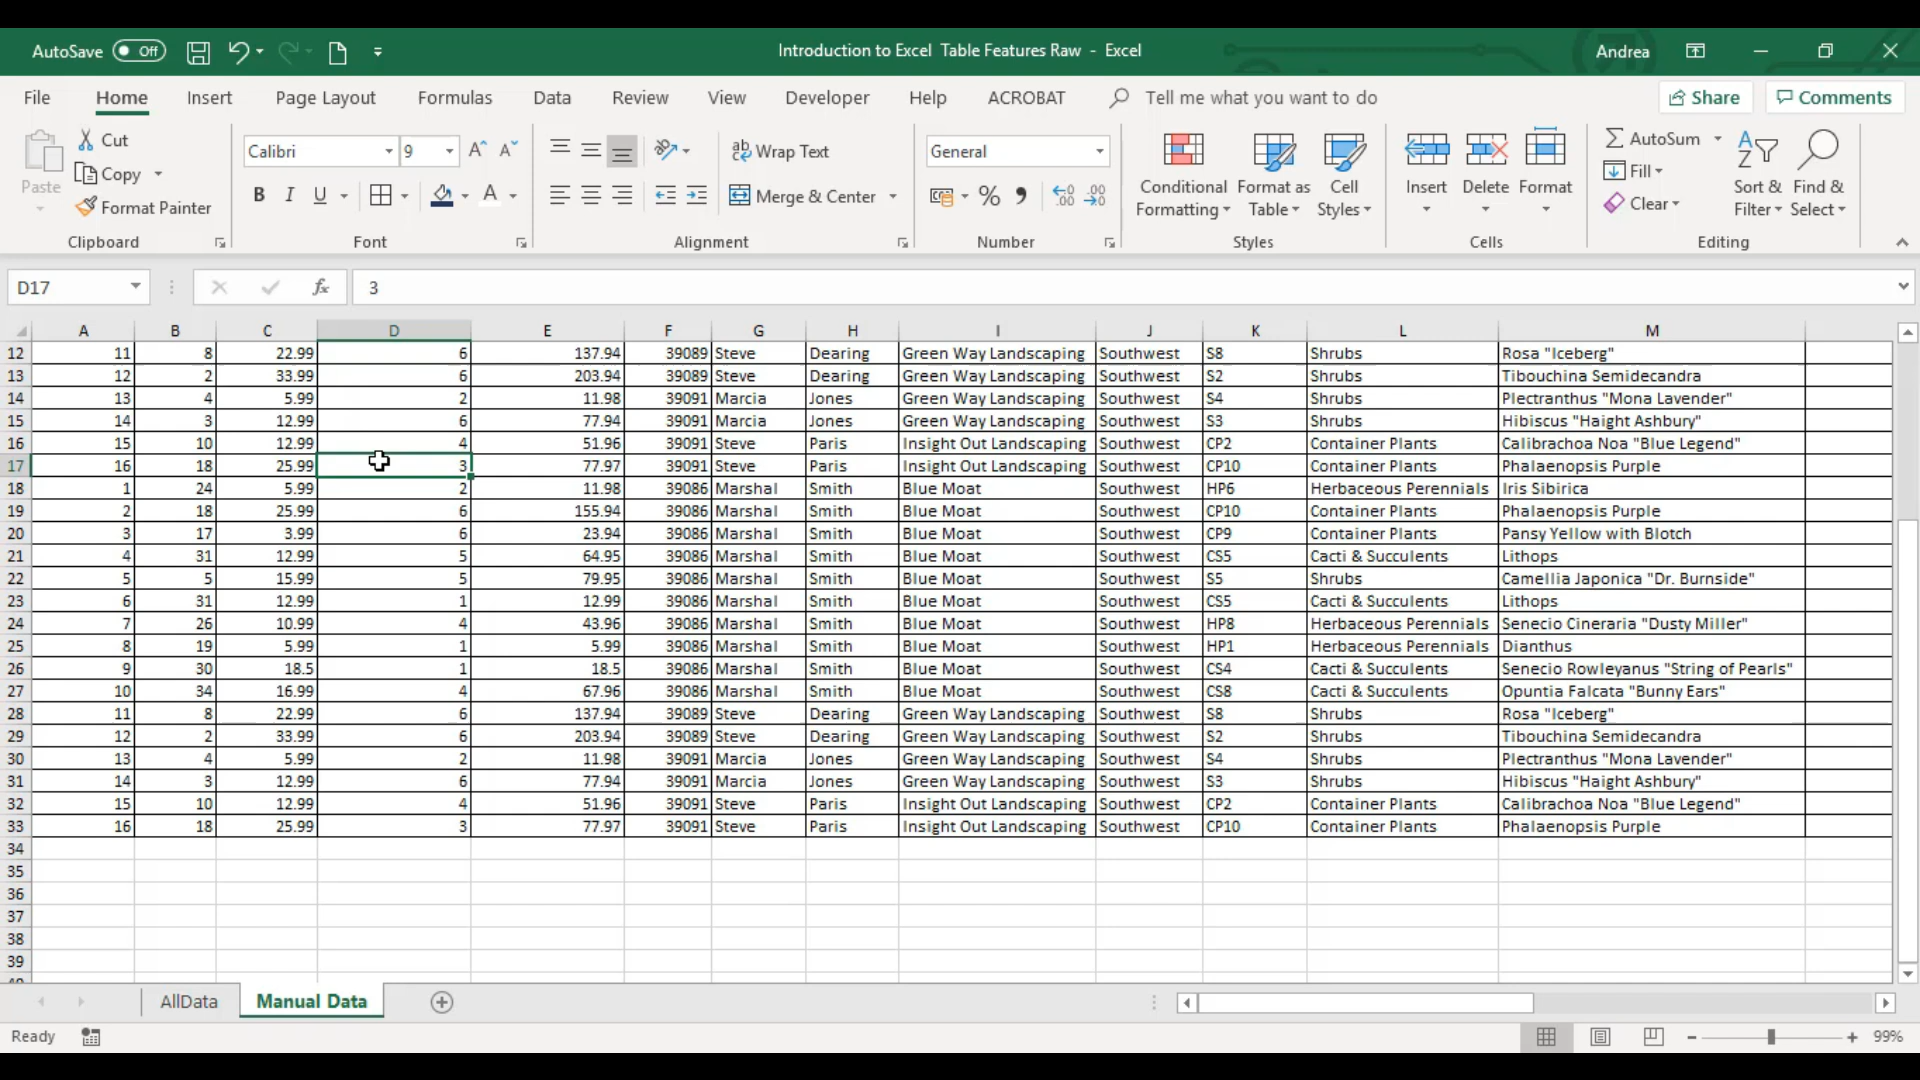 AutoSave Off Introduction to Excel Table Features Raw - Excel Andrea
File Home Insert Page Layout Formulas Data Review View Developer Help ACROBAT Tell me what you want to do Share Comments
Paste Cut Copy Format Painter Clipboard
Calibri 9 B I U A Font
ab Wrap Text Merge & Center Alignment
General % Number
Conditional Formatting Format as Table Cell Styles Styles
Insert Delete Format Cells
AutoSum Fill Clear Sort & Filter Find & Select Editing
D17 fx 3
A B C D E F G H I J K L M
12 11 8 22.99 6 137.94 39089 Steve Dearing Green Way Landscaping Southwest S8 Shrubs Rosa "Iceberg"
13 12 2 33.99 6 203.94 39089 Steve Dearing Green Way Landscaping Southwest S2 Shrubs Tibouchina Semidecandra
14 13 4 5.99 2 11.98 39091 Marcia Jones Green Way Landscaping Southwest S4 Shrubs Plectranthus "Mona Lavender"
15 14 3 12.99 6 77.94 39091 Marcia Jones Green Way Landscaping Southwest S3 Shrubs Hibiscus "Haight Ashbury"
16 15 10 12.99 4 51.96 39091 Steve Paris Insight Out Landscaping Southwest CP2 Container Plants Calibrachoa Noa "Blue Legend"
17 16 18 25.99 3 77.97 39091 Steve Paris Insight Out Landscaping Southwest CP10 Container Plants Phalaenopsis Purple
18 1 24 5.99 2 11.98 39086 Marshal Smith Blue Moat Southwest HP6 Herbaceous Perennials Iris Sibirica
19 2 18 25.99 6 155.94 39086 Marshal Smith Blue Moat Southwest CP10 Container Plants Phalaenopsis Purple
20 3 17 3.99 6 23.94 39086 Marshal Smith Blue Moat Southwest CP9 Container Plants Pansy Yellow with Blotch
21 4 31 12.99 5 64.95 39086 Marshal Smith Blue Moat Southwest CS5 Cacti & Succulents Lithops
22 5 5 15.99 5 79.95 39086 Marshal Smith Blue Moat Southwest S5 Shrubs Camellia Japonica "Dr. Burnside"
23 6 31 12.99 1 12.99 39086 Marshal Smith Blue Moat Southwest CS5 Cacti & Succulents Lithops
24 7 26 10.99 4 43.96 39086 Marshal Smith Blue Moat Southwest HP8 Herbaceous Perennials Senecio Cineraria "Dusty Miller"
25 8 19 5.99 1 5.99 39086 Marshal Smith Blue Moat Southwest HP1 Herbaceous Perennials Dianthus
26 9 30 18.5 1 18.5 39086 Marshal Smith Blue Moat Southwest CS4 Cacti & Succulents Senecio Rowleyanus "String of Pearls"
27 10 34 16.99 4 67.96 39086 Marshal Smith Blue Moat Southwest CS8 Cacti & Succulents Opuntia Falcata "Bunny Ears"
28 11 8 22.99 6 137.94 39089 Steve Dearing Green Way Landscaping Southwest S8 Shrubs Rosa "Iceberg"
29 12 2 33.99 6 203.94 39089 Steve Dearing Green Way Landscaping Southwest S2 Shrubs Tibouchina Semidecandra
30 13 4 5.99 2 11.98 39091 Marcia Jones Green Way Landscaping Southwest S4 Shrubs Plectranthus "Mona Lavender"
31 14 3 12.99 6 77.94 39091 Marcia Jones Green Way Landscaping Southwest S3 Shrubs Hibiscus "Haight Ashbury"
32 15 10 12.99 4 51.96 39091 Steve Paris Insight Out Landscaping Southwest CP2 Container Plants Calibrachoa Noa "Blue Legend"
33 16 18 25.99 3 77.97 39091 Steve Paris Insight Out Landscaping Southwest CP10 Container Plants Phalaenopsis Purple
34
35
36
37
38
39
AllData Manual Data
Ready 99%